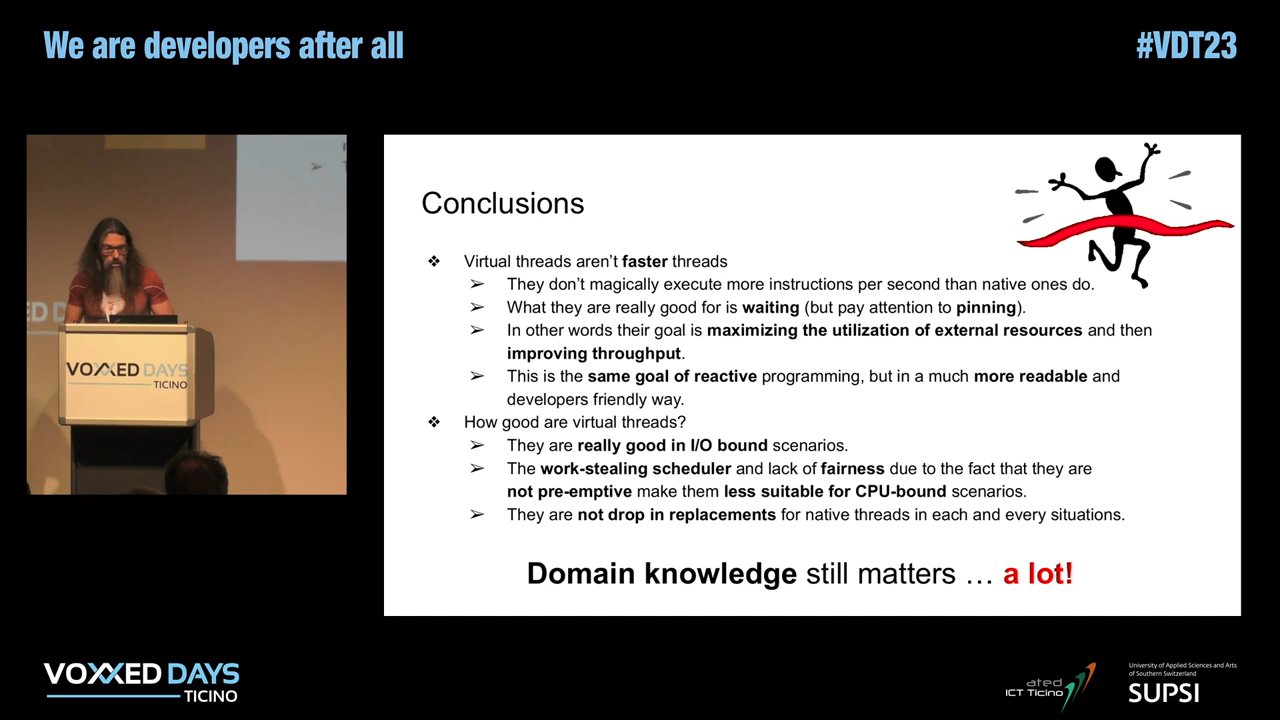 We are developers after all
#VDT23
Conclusions
❖ Virtual threads aren't faster threads
➢ They don't magically execute more instructions per second than native ones do.
➢ What they are really good for is waiting (but pay attention to pinning).
➢ In other words their goal is maximizing the utilization of external resources and then
improving throughput.
➢ This is the same goal of reactive programming, but in a much more readable and
developers friendly way.
❖ How good are virtual threads?
➢ They are really good in I/O bound scenarios.
➢ The work-stealing scheduler and lack of fairness due to the fact that they are
not pre-emptive make them less suitable for CPU-bound scenarios.
➢ They are not drop in replacements for native threads in each and every situations.
Domain knowledge still matters … a lot!
VOXXED DAYS
TICINO
VOXXED DAYS
TICINO
ated
ICT Ticino
University of Applied Sciences and Arts
of Southern Switzerland
SUPSI